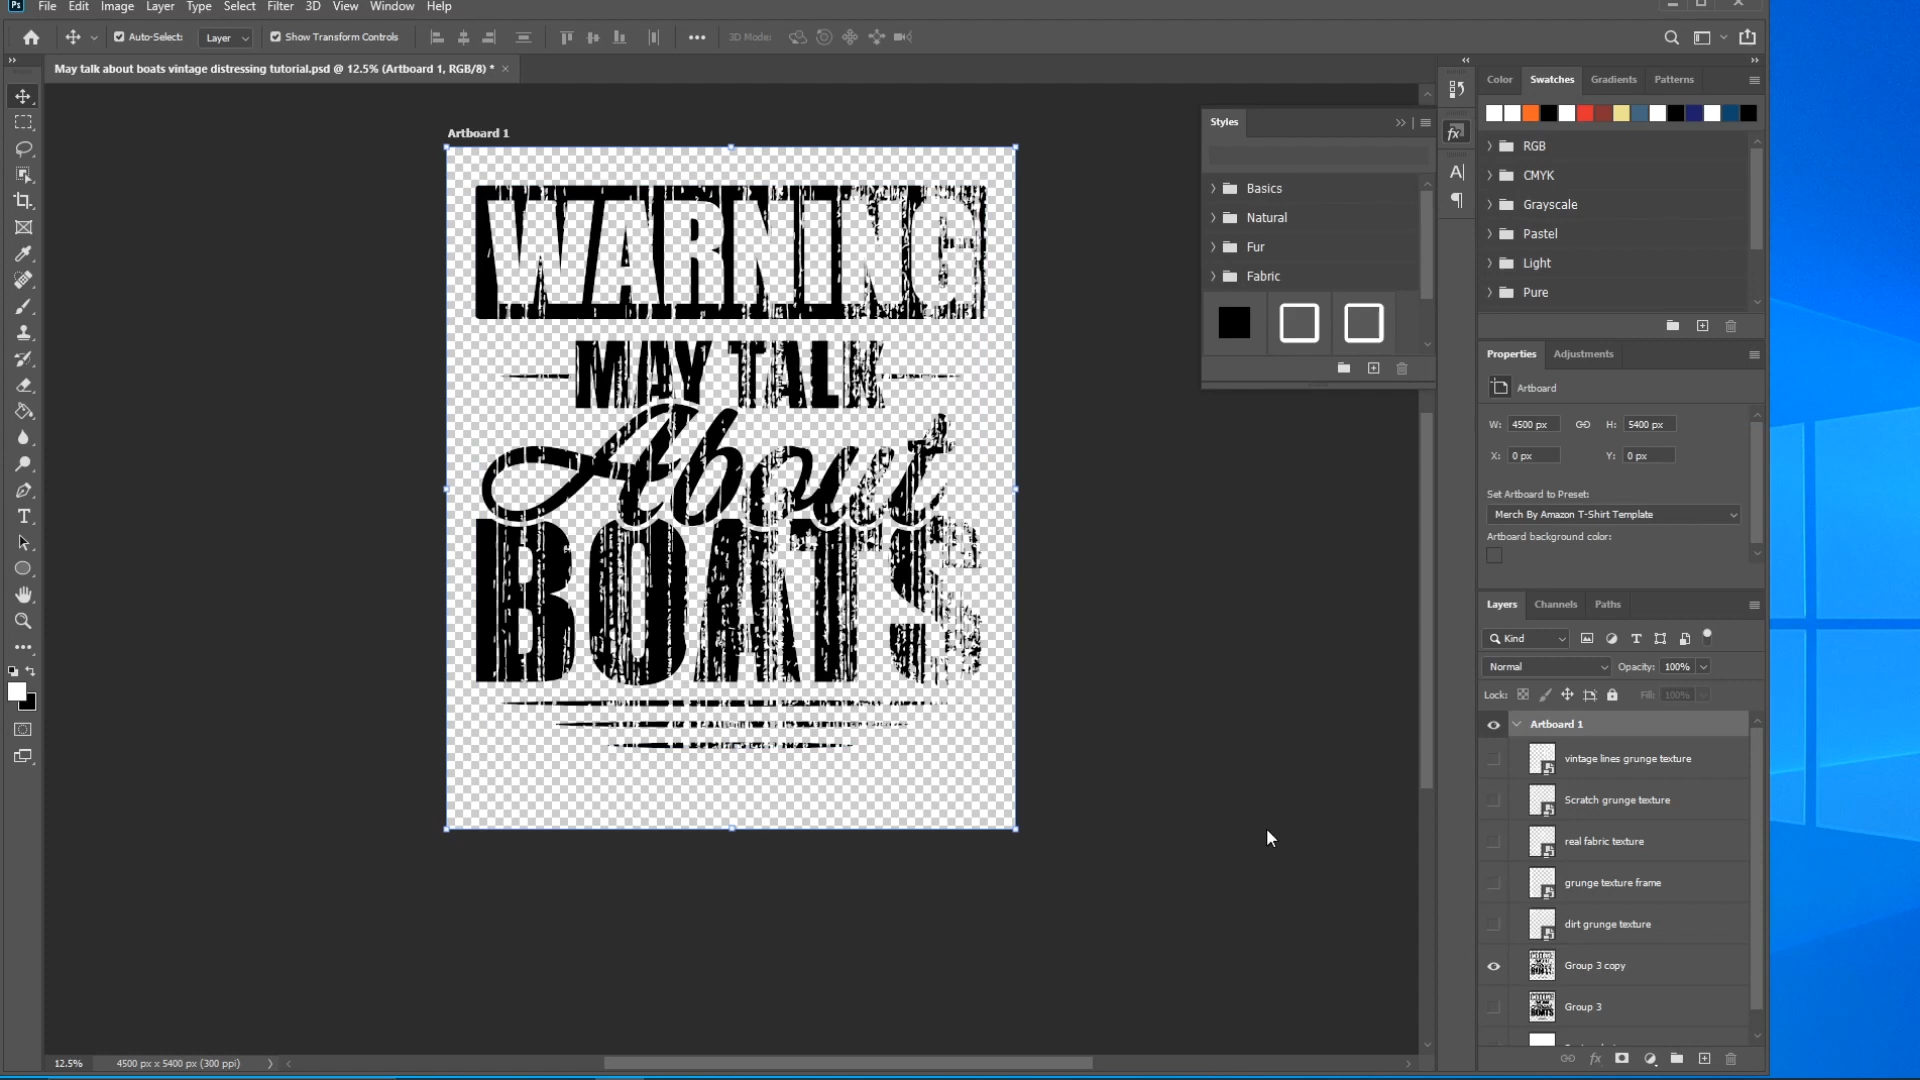 Ps File Edit Image Layer Type Select Filter 3D View Window Help
Auto-Select: Layer Show Transform Controls 3D Mode:
May talk about boats vintage distressing tutorial.psd @ 12.5% (Artboard 1, RGB/8) *
Artboard 1
WARNING
MAY TALK
About
BOATS
Styles
Basics
Natural
Fur
Fabric
Color Swatches Gradients Patterns
RGB
CMYK
Grayscale
Pastel
Light
Pure
Properties Adjustments
Artboard
W: 4500 px H: 5400 px
X: 0 px Y: 0 px
Set Artboard to Preset:
Merch By Amazon T-Shirt Template
Artboard background color:
Layers Channels Paths
Kind
Normal Opacity: 100%
Lock: Fill: 100%
Artboard 1
vintage lines grunge texture
Scratch grunge texture
real fabric texture
grunge texture frame
dirt grunge texture
Group 3 copy
Group 3
12.5% 4500 px x 5400 px (300 ppi)